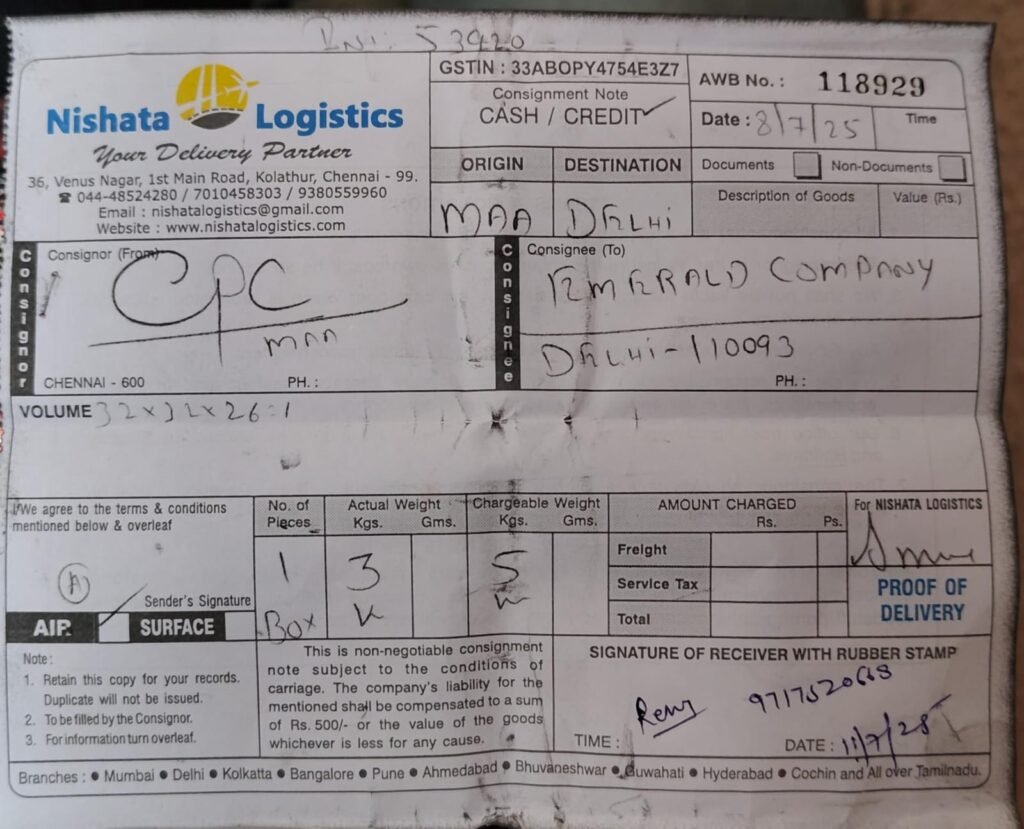 INV: 53920
Nishata Logistics
Your Delivery Partner
36, Venus Nagar, 1st Main Road, Kolathur, Chennai - 99.
☎ 044-48524280 / 7010458303 / 9380559960
Email : nishatalogistics@gmail.com
Website : www.nishatalogistics.com
GSTIN : 33ABOPY4754E3Z7
Consignment Note
CASH / CREDIT ✓
AWB No. : 118929
Date : 8/7/25 Time
ORIGIN DESTINATION
MAA DELHI
Documents Non-Documents
Description of Goods Value (Rs.)
Consignor
Consignor (From)
CPC
MAA
CHENNAI - 600 PH. :
Consignee
Consignee (To)
EMERALD COMPANY
DELHI-110093
PH. :
VOLUME 32x32x26=1
I/We agree to the terms & conditions
mentioned below & overleaf
(A)
Sender's Signature
AIR SURFACE
No. of Pieces
1
Box
Actual Weight
Kgs. Gms.
3
K
Chargeable Weight
Kgs. Gms.
5
K
AMOUNT CHARGED
Rs. Ps.
Freight
Service Tax
Total
For NISHATA LOGISTICS
PROOF OF
DELIVERY
Note :
1. Retain this copy for your records.
Duplicate will not be issued.
2. To be filled by the Consignor.
3. For information turn overleaf.
This is non-negotiable consignment
note subject to the conditions of
carriage. The company's liability for the
mentioned shall be compensated to a sum
of Rs. 500/- or the value of the goods
whichever is less for any cause.
SIGNATURE OF RECEIVER WITH RUBBER STAMP
TIME : DATE : 11/7/25
Branches : • Mumbai • Delhi • Kolkatta • Bangalore • Pune • Ahmedabad • Bhuvaneshwar • Guwahati • Hyderabad • Cochin and All over Tamilnadu.